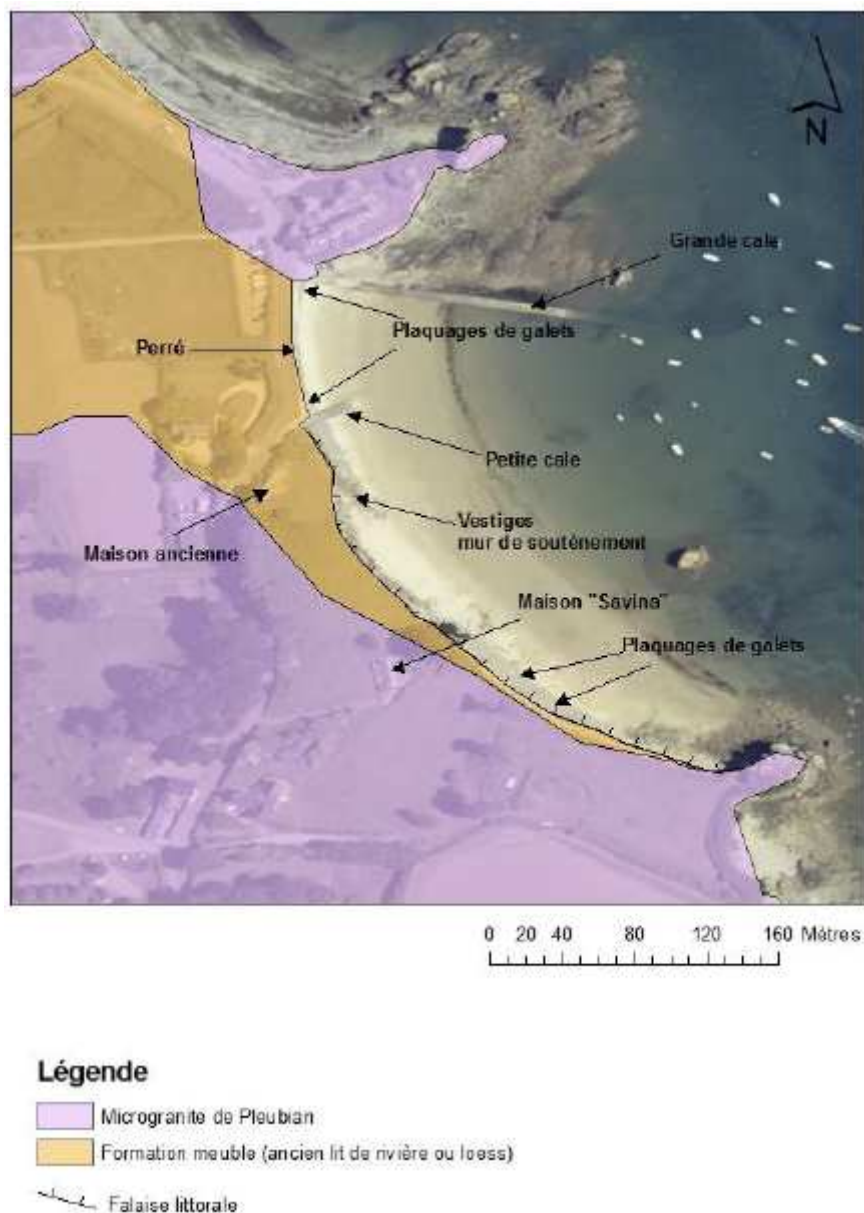 N
Grande cale
Plaquages de galets
Perré
Petite cale
Vestiges
mur de soutènement
Maison ancienne
Maison "Savina"
Plaquages de galets
0 20 40 80 120 160 Mètres
Légende
Microgranite de Pleubian
Formation meuble (ancien lit de rivière ou loess)
Falaise littorale